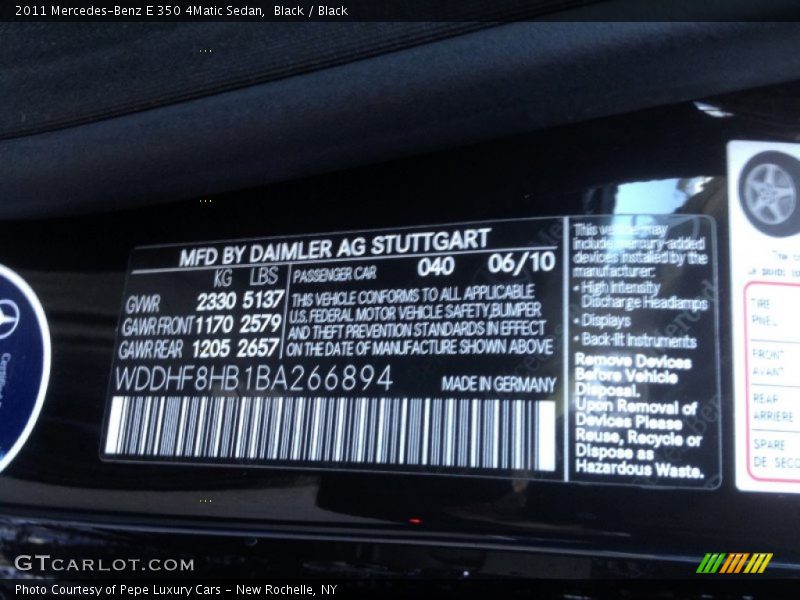 2011 Mercedes-Benz E 350 4Matic Sedan,  Black / Black
MFD BY DAIMLER AG STUTTGART
KG LBS
GVWR 2330 5137
GAWR FRONT 1170 2579
GAWR REAR 1205 2657
PASSENGER CAR 040 06/10
THIS VEHICLE CONFORMS TO ALL APPLICABLE
U.S. FEDERAL MOTOR VEHICLE SAFETY, BUMPER
AND THEFT PREVENTION STANDARDS IN EFFECT
ON THE DATE OF MANUFACTURE SHOWN ABOVE
WDDHF8HB1BA266894 MADE IN GERMANY
This vehicle may
include mercury-added
devices installed by the
manufacturer:
• High Intensity
Discharge Headlamps
• Displays
• Back-lit Instruments
Remove Devices
Before Vehicle
Disposal.
Upon Removal of
Devices Please
Reuse, Recycle or
Dispose as
Hazardous Waste.
TIRE
PNEU
FRONT
AVANT
REAR
ARRIERE
SPARE
DE SECO
GTCARLOT.COM
Photo Courtesy of Pepe Luxury Cars - New Rochelle, NY